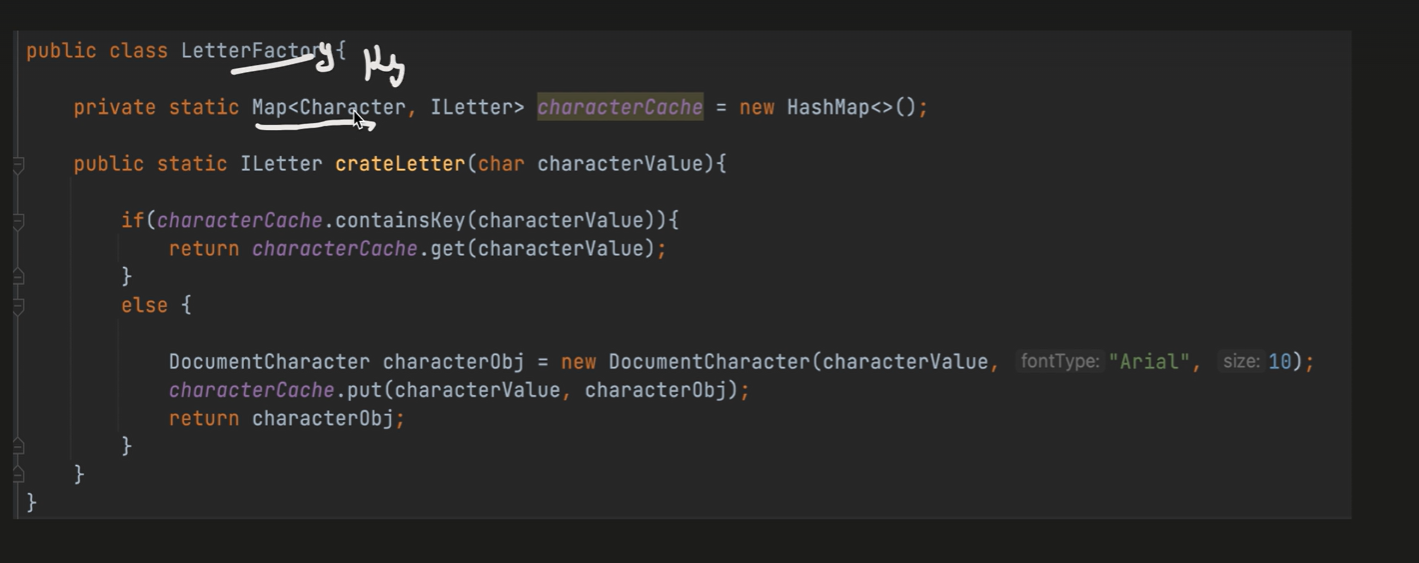 public class LetterFactory{
private static Map<Character, ILetter> characterCache = new HashMap<>();
public static ILetter crateLetter(char characterValue){
if(characterCache.containsKey(characterValue)){
return characterCache.get(characterValue);
}
else {
DocumentCharacter characterObj = new DocumentCharacter(characterValue, fontType: "Arial", size: 10);
characterCache.put(characterValue, characterObj);
return characterObj;
}
}
}